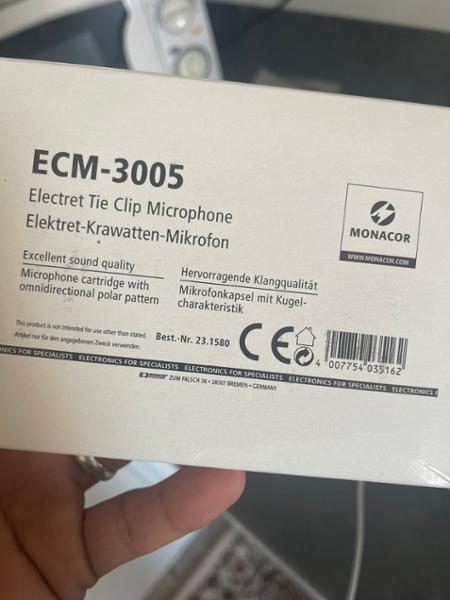 ECM-3005
Electret Tie Clip Microphone
Elektret-Krawatten-Mikrofon
MONACOR
WWW.MONACOR.COM
Excellent sound quality
Microphone cartridge with
omnidirectional polar pattern
Hervorragende Klangqualität
Mikrofonkapsel mit Kugel-
charakteristik
This product is not intended for use other than stated.
Artikel nur für den angegebenen Zweck verwenden.
Best.-Nr. 23.1580
CE
4 007754 035162
ONICS FOR SPECIALISTS ELECTRONICS FOR SPECIALISTS ELECTRONICS FOR SPECIALISTS ELECTRONICS FOR SPECIALISTS E
ZUM FALSCH 36 • 28307 BREMEN • GERMANY